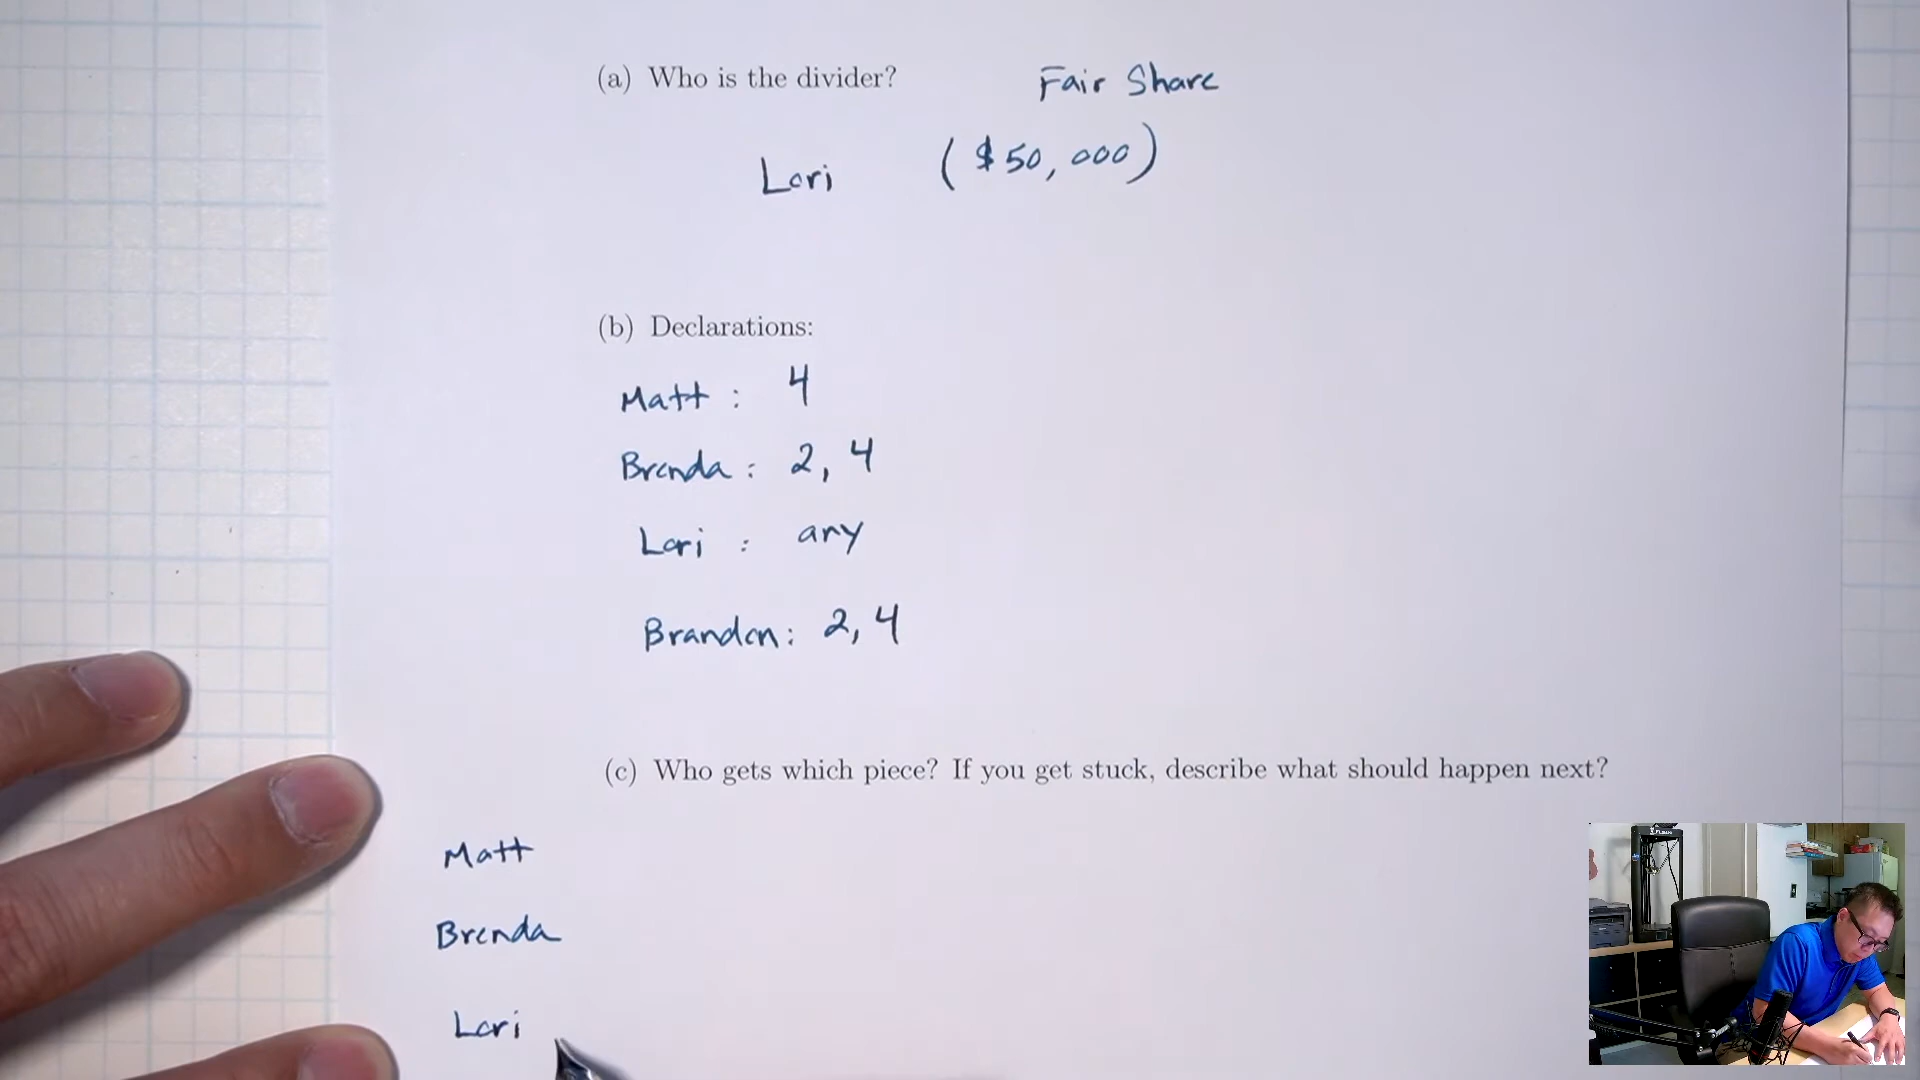 (a) Who is the divider?
Fair Share
Lori ($50,000)
(b) Declarations:
Matt : 4
Brenda : 2, 4
Lori : any
Brandon: 2, 4
(c) Who gets which piece? If you get stuck, describe what should happen next?
Matt
Brenda
Lori